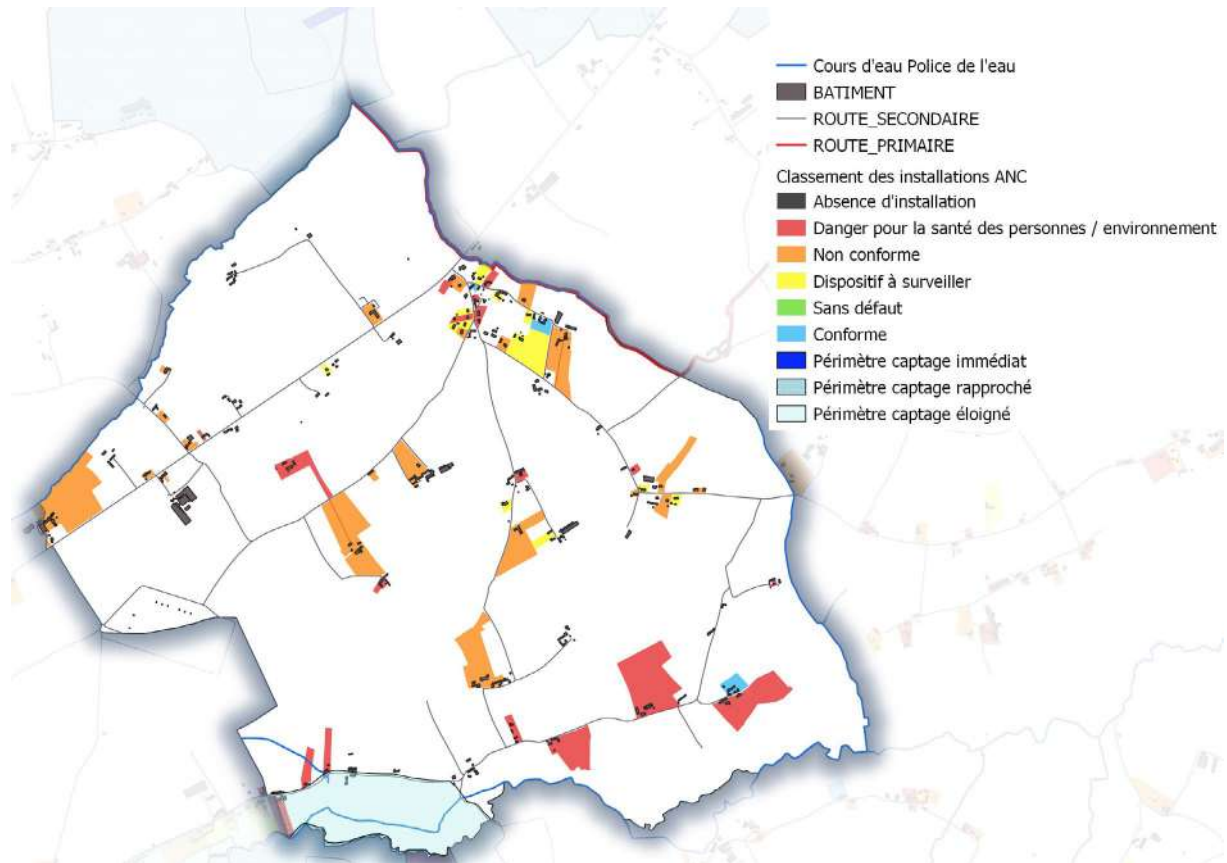 Cours d'eau Police de l'eau
BATIMENT
ROUTE_SECONDAIRE
ROUTE_PRIMAIRE
Classement des installations ANC
Absence d'installation
Danger pour la santé des personnes / environnement
Non conforme
Dispositif à surveiller
Sans défaut
Conforme
Périmètre captage immédiat
Périmètre captage rapproché
Périmètre captage éloigné